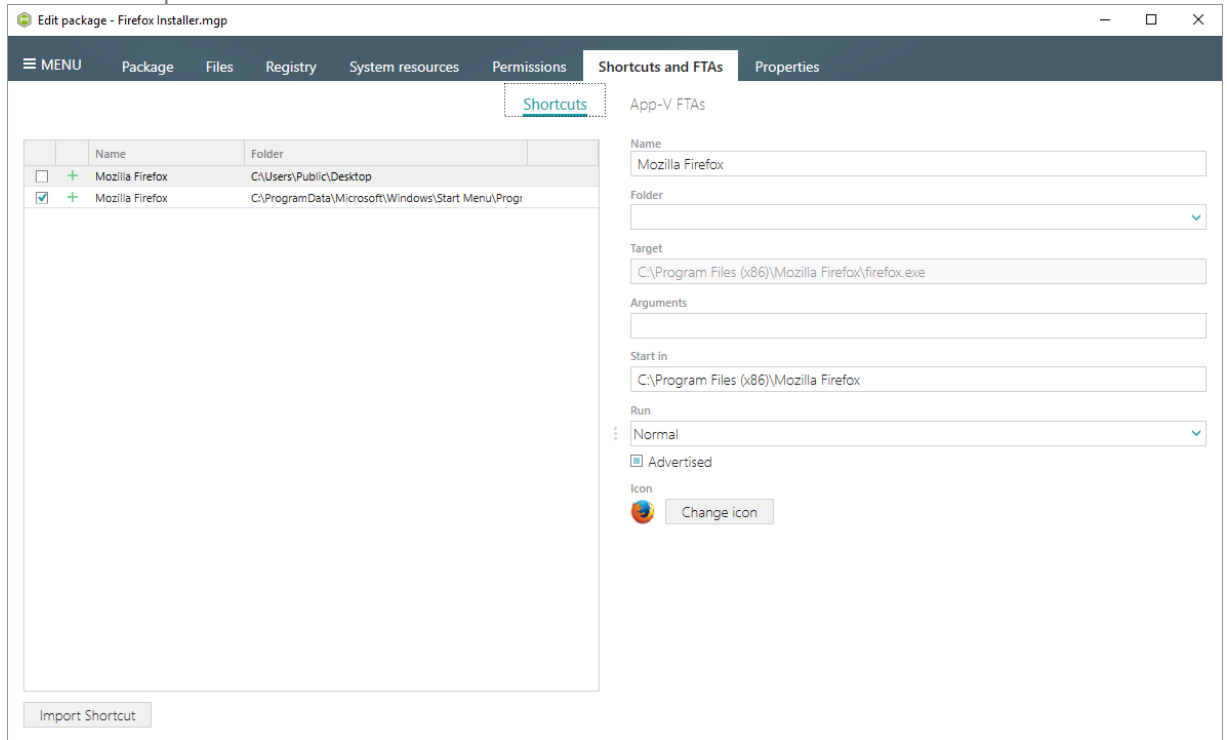 Edit package - Firefox Installer.mgp
MENU Package Files Registry System resources Permissions Shortcuts and FTAs Properties
Shortcuts App-V FTAs
Name Folder
Mozilla Firefox C:\Users\Public\Desktop
Mozilla Firefox C:\ProgramData\Microsoft\Windows\Start Menu\Progr
Import Shortcut
Name
Mozilla Firefox
Folder
Target
C:\Program Files (x86)\Mozilla Firefox\firefox.exe
Arguments
Start in
C:\Program Files (x86)\Mozilla Firefox
Run
Normal
Advertised
Icon
Change icon